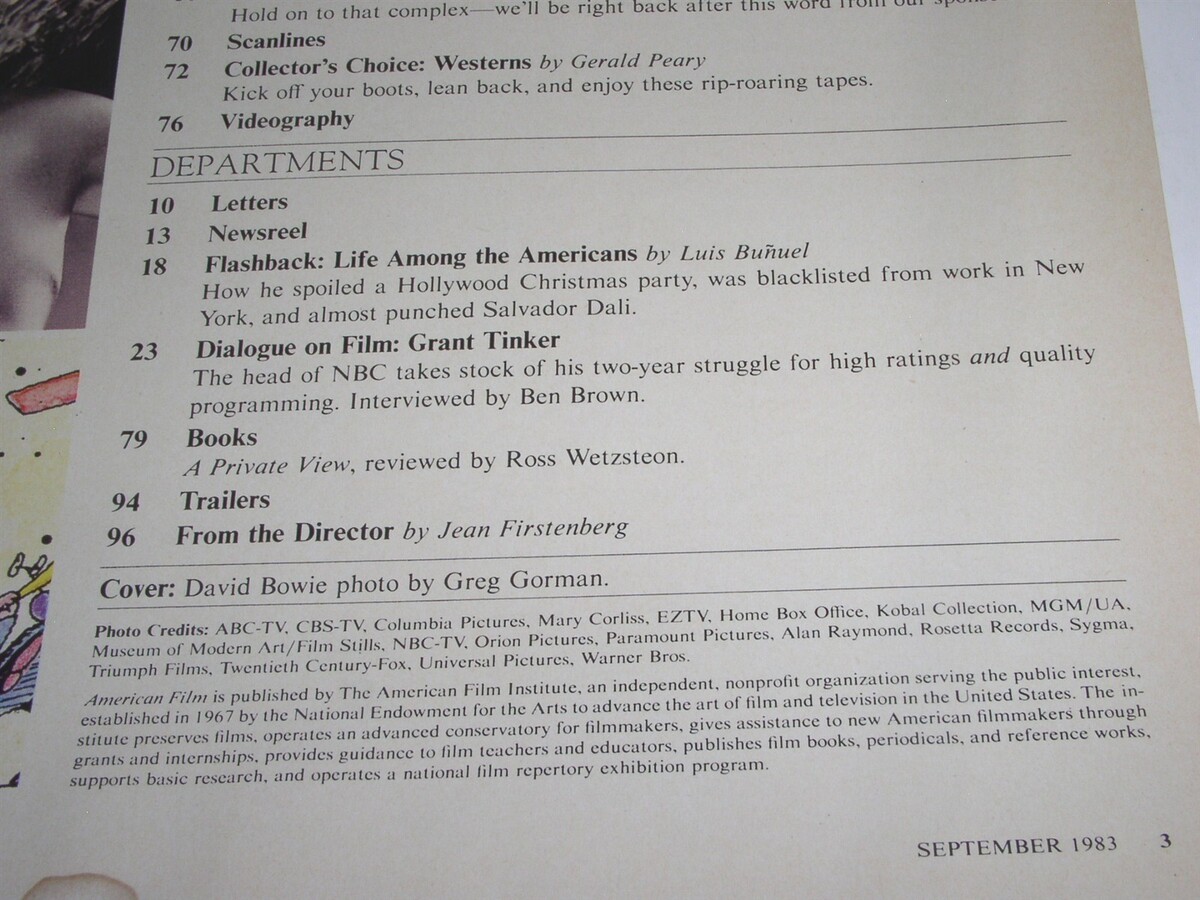 Hold on to that complex—we'll be right back after this word from our
70 Scanlines
72 Collector's Choice: Westerns by Gerald Peary
Kick off your boots, lean back, and enjoy these rip-roaring tapes.
76 Videography
DEPARTMENTS
10 Letters
13 Newsreel
18 Flashback: Life Among the Americans by Luis Buñuel
How he spoiled a Hollywood Christmas party, was blacklisted from work in New
York, and almost punched Salvador Dali.
23 Dialogue on Film: Grant Tinker
The head of NBC takes stock of his two-year struggle for high ratings and quality
programming. Interviewed by Ben Brown.
79 Books
A Private View, reviewed by Ross Wetzsteon.
94 Trailers
96 From the Director by Jean Firstenberg
Cover: David Bowie photo by Greg Gorman.
Photo Credits: ABC-TV, CBS-TV, Columbia Pictures, Mary Corliss, EZTV, Home Box Office, Kobal Collection, MGM/UA,
Museum of Modern Art/Film Stills, NBC-TV, Orion Pictures, Paramount Pictures, Alan Raymond, Rosetta Records, Sygma,
Triumph Films, Twentieth Century-Fox, Universal Pictures, Warner Bros.
American Film is published by The American Film Institute, an independent, nonprofit organization serving the public interest,
established in 1967 by the National Endowment for the Arts to advance the art of film and television in the United States. The in-
stitute preserves films, operates an advanced conservatory for filmmakers, gives assistance to new American filmmakers through
grants and internships, provides guidance to film teachers and educators, publishes film books, periodicals, and reference works,
supports basic research, and operates a national film repertory exhibition program.
SEPTEMBER 1983 3